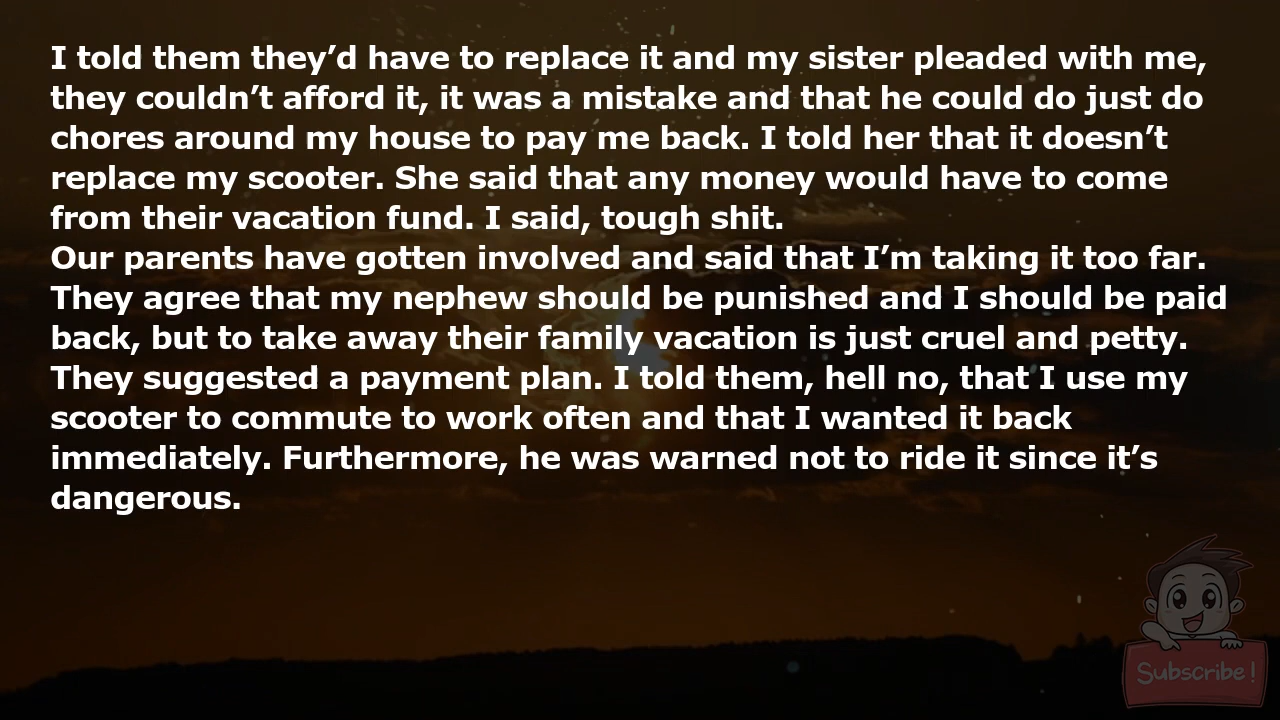 I told them they’d have to replace it and my sister pleaded with me,
they couldn’t afford it, it was a mistake and that he could do just do
chores around my house to pay me back. I told her that it doesn’t
replace my scooter. She said that any money would have to come
from their vacation fund. I said, tough shit.
Our parents have gotten involved and said that I’m taking it too far.
They agree that my nephew should be punished and I should be paid
back, but to take away their family vacation is just cruel and petty.
They suggested a payment plan. I told them, hell no, that I use my
scooter to commute to work often and that I wanted it back
immediately. Furthermore, he was warned not to ride it since it’s
dangerous.
Subscribe!